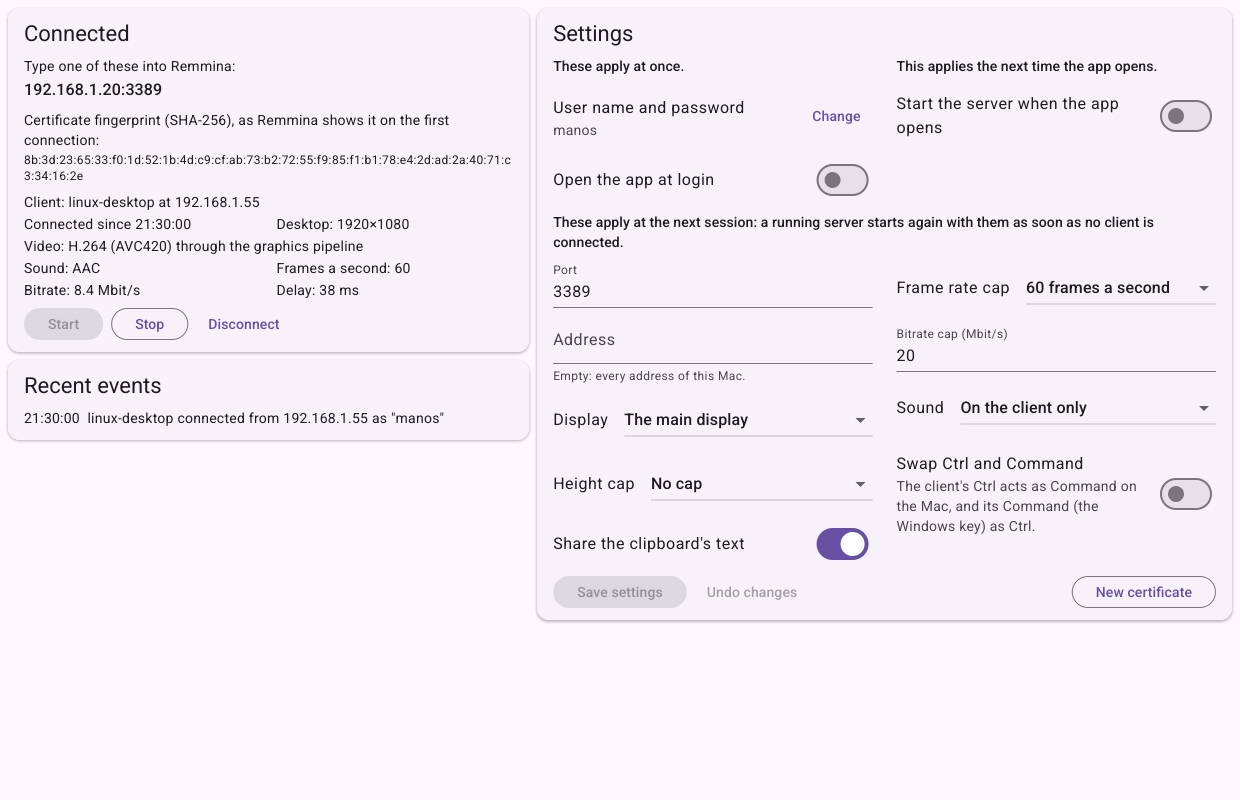 Connected
Type one of these into Remmina:
192.168.1.20:3389
Certificate fingerprint (SHA-256), as Remmina shows it on the first
connection:
8b:3d:23:65:33:f0:1d:52:1b:4d:c9:cf:ab:73:b2:72:55:f9:85:f1:b1:78:e4:2d:ad:2a:40:71:c
3:34:16:2e
Client: linux-desktop at 192.168.1.55
Connected since 21:30:00
Desktop: 1920×1080
Video: H.264 (AVC420) through the graphics pipeline
Sound: AAC
Frames a second: 60
Bitrate: 8.4 Mbit/s
Delay: 38 ms
Start
Stop
Disconnect
Recent events
21:30:00 linux-desktop connected from 192.168.1.55 as "manos"
Settings
These apply at once.
User name and password
manos
Change
Open the app at login
This applies the next time the app opens.
Start the server when the app
opens
These apply at the next session: a running server starts again with them as soon as no client is
connected.
Port
3389
Address
Empty: every address of this Mac.
Display
The main display
Height cap
No cap
Share the clipboard's text
Frame rate cap
60 frames a second
Bitrate cap (Mbit/s)
20
Sound
On the client only
Swap Ctrl and Command
The client's Ctrl acts as Command on
the Mac, and its Command (the
Windows key) as Ctrl.
Save settings
Undo changes
New certificate